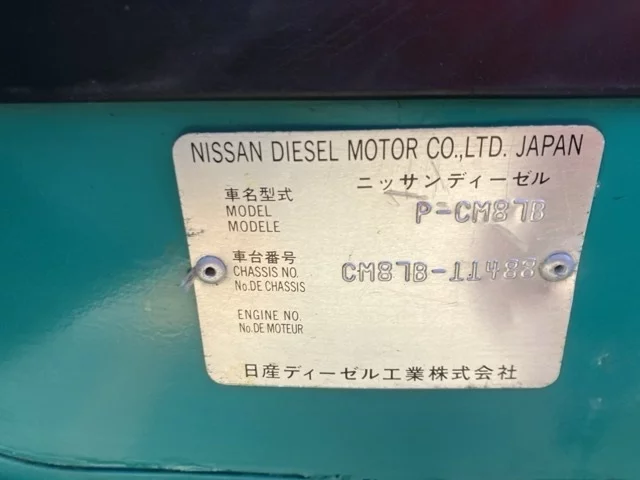 NISSAN DIESEL MOTOR CO.,LTD. JAPAN
ニッサンディーゼル
車名型式
MODEL
MODELE
P-CM87B
車台番号
CHASSIS NO.
No.DE CHASSIS
CM87B-11488
ENGINE NO.
No.DE MOTEUR
日産ディーゼル工業株式会社